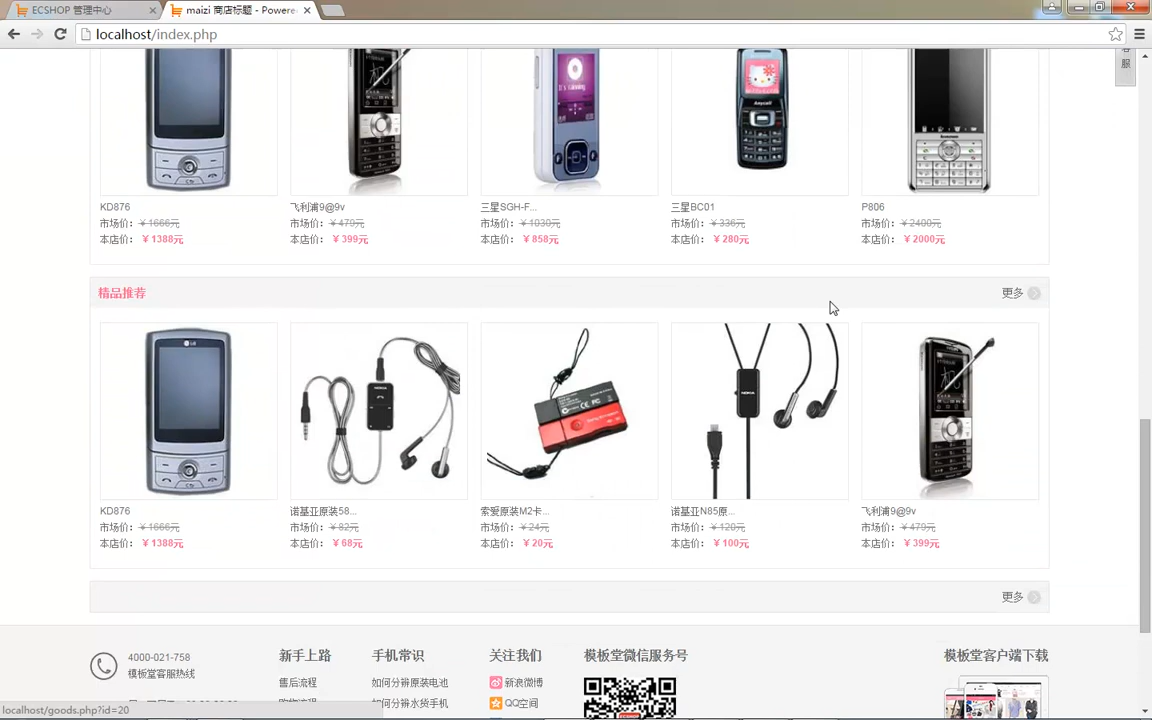 ECSHOP 管理中心
maizi 商店标题 - Powere
localhost/index.php
客
服
KD876
市场价: ￥1666元
本店价: ￥1388元
飞利浦9@9v
市场价: ￥479元
本店价: ￥399元
三星SGH-F...
市场价: ￥1030元
本店价: ￥858元
三星BC01
市场价: ￥336元
本店价: ￥280元
P806
市场价: ￥2400元
本店价: ￥2000元
精品推荐
更多
KD876
市场价: ￥1666元
本店价: ￥1388元
诺基亚原装58...
市场价: ￥82元
本店价: ￥68元
索爱原装M2卡...
市场价: ￥24元
本店价: ￥20元
诺基亚N85原...
市场价: ￥120元
本店价: ￥100元
飞利浦9@9v
市场价: ￥479元
本店价: ￥399元
更多
4000-021-758
模板堂客服热线
新手上路
售后流程
手机常识
如何分辨原装电池
如何分辨水货手机
关注我们
新浪微博
QQ空间
模板堂微信服务号
模板堂客户端下载
localhost/goods.php?id=20